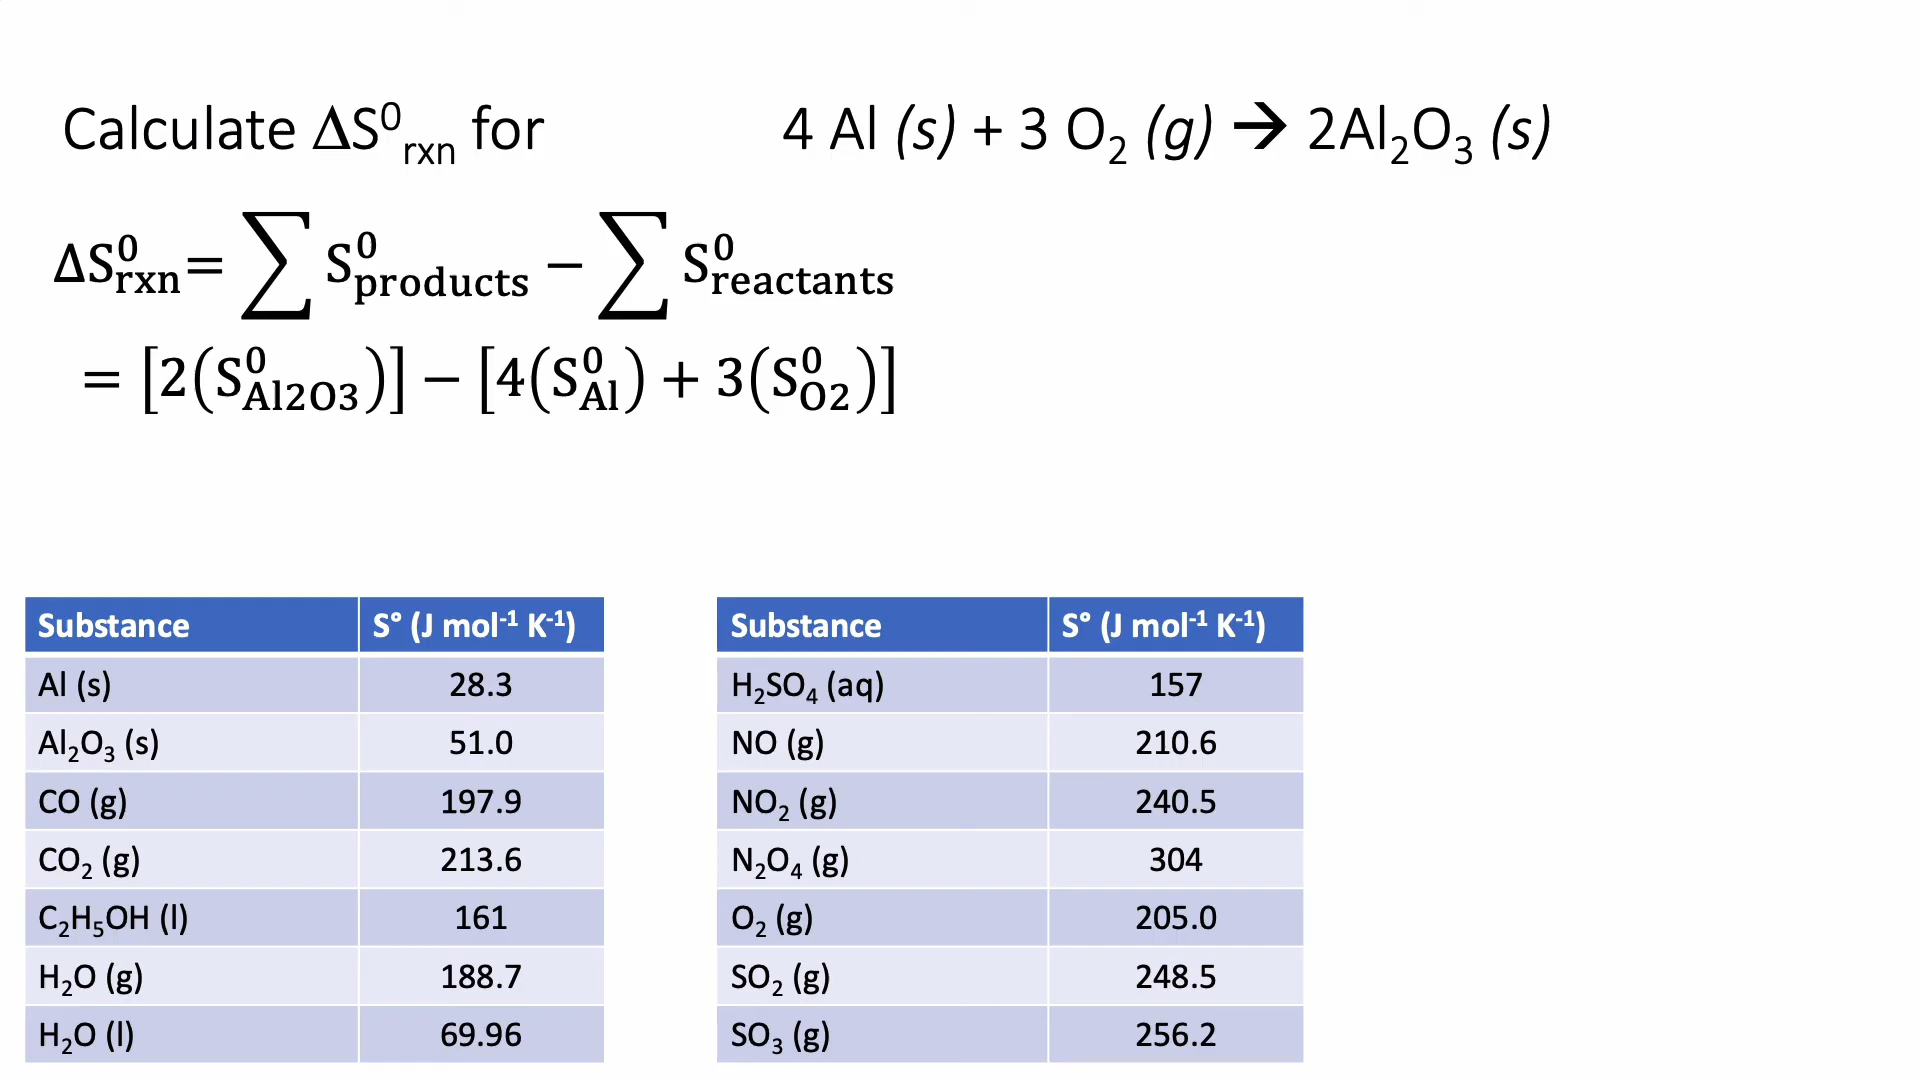 Calculate ΔS⁰rxn for 4 Al (s) + 3 O₂ (g) → 2Al₂O₃ (s)
ΔS⁰rxn = ∑ S⁰products − ∑ S⁰reactants
= [2(S⁰Al2O3)] − [4(S⁰Al) + 3(S⁰O2)]
Substance S° (J mol⁻¹ K⁻¹)
Al (s) 28.3
Al₂O₃ (s) 51.0
CO (g) 197.9
CO₂ (g) 213.6
C₂H₅OH (l) 161
H₂O (g) 188.7
H₂O (l) 69.96
Substance S° (J mol⁻¹ K⁻¹)
H₂SO₄ (aq) 157
NO (g) 210.6
NO₂ (g) 240.5
N₂O₄ (g) 304
O₂ (g) 205.0
SO₂ (g) 248.5
SO₃ (g) 256.2